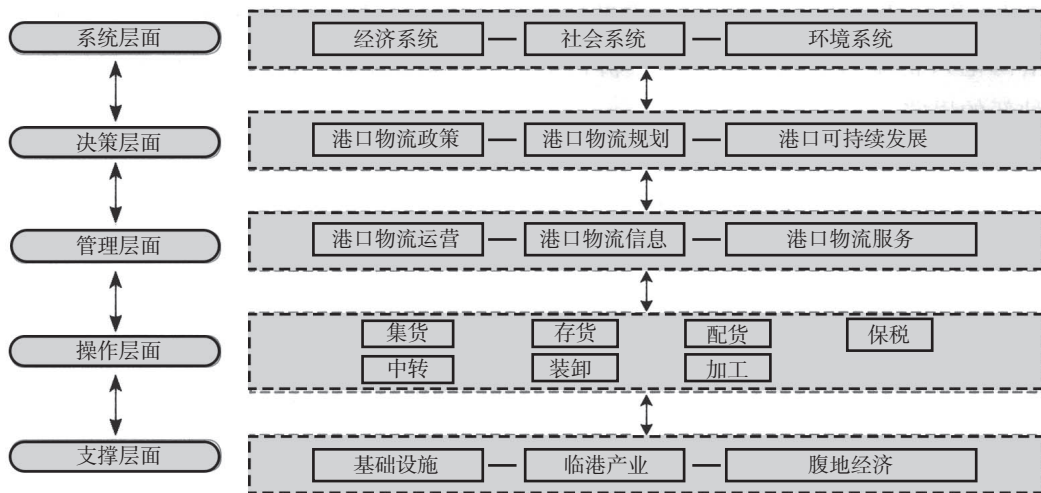 系统层面
经济系统 社会系统 环境系统
决策层面
港口物流政策 港口物流规划 港口可持续发展
管理层面
港口物流运营 港口物流信息 港口物流服务
操作层面
集货 存货 配货 保税
中转 装卸 加工
支撑层面
基础设施 临港产业 腹地经济